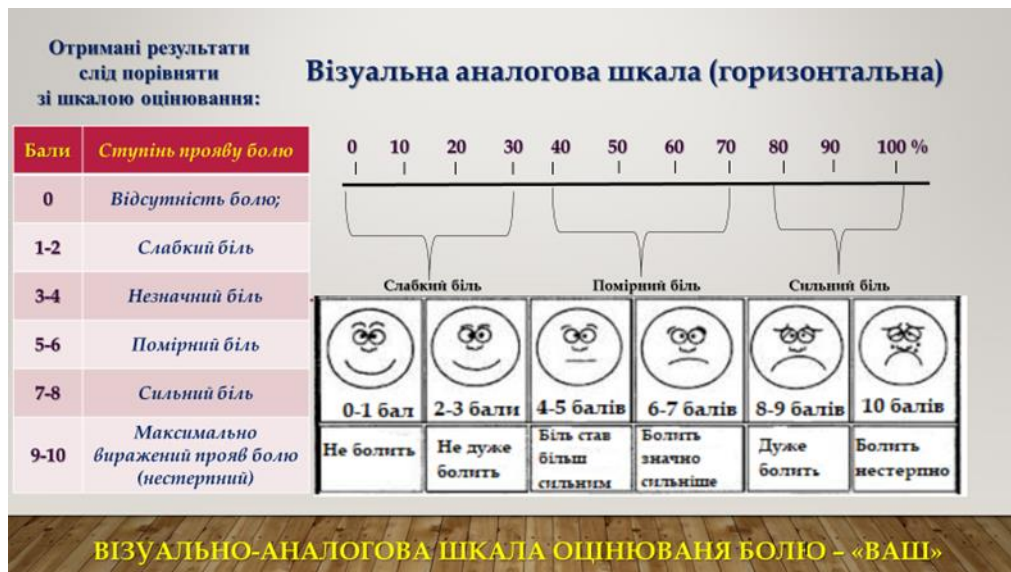 Отримані результати
слід порівняти
зі шкалою оцінювання:
Візуальна аналогова шкала (горизонтальна)
Бали Ступінь прояву болю
0 Відсутність болю;
1-2 Слабкий біль
3-4 Незначний біль
5-6 Помірний біль
7-8 Сильний біль
9-10 Максимально
виражений прояв болю
(нестерпний)
0 10 20 30 40 50 60 70 80 90 100 %
Слабкий біль Помірний біль Сильний біль
0-1 бал 2-3 бали 4-5 балів 6-7 балів 8-9 балів 10 балів
Не болить
Не дуже
болить
Біль став
більш
сильним
Болить
значно
сильніше
Дуже
болить
Болить
нестерпно
ВІЗУАЛЬНО-АНАЛОГОВА ШКАЛА ОЦІНЮВАНЯ БОЛЮ – «ВАШ»